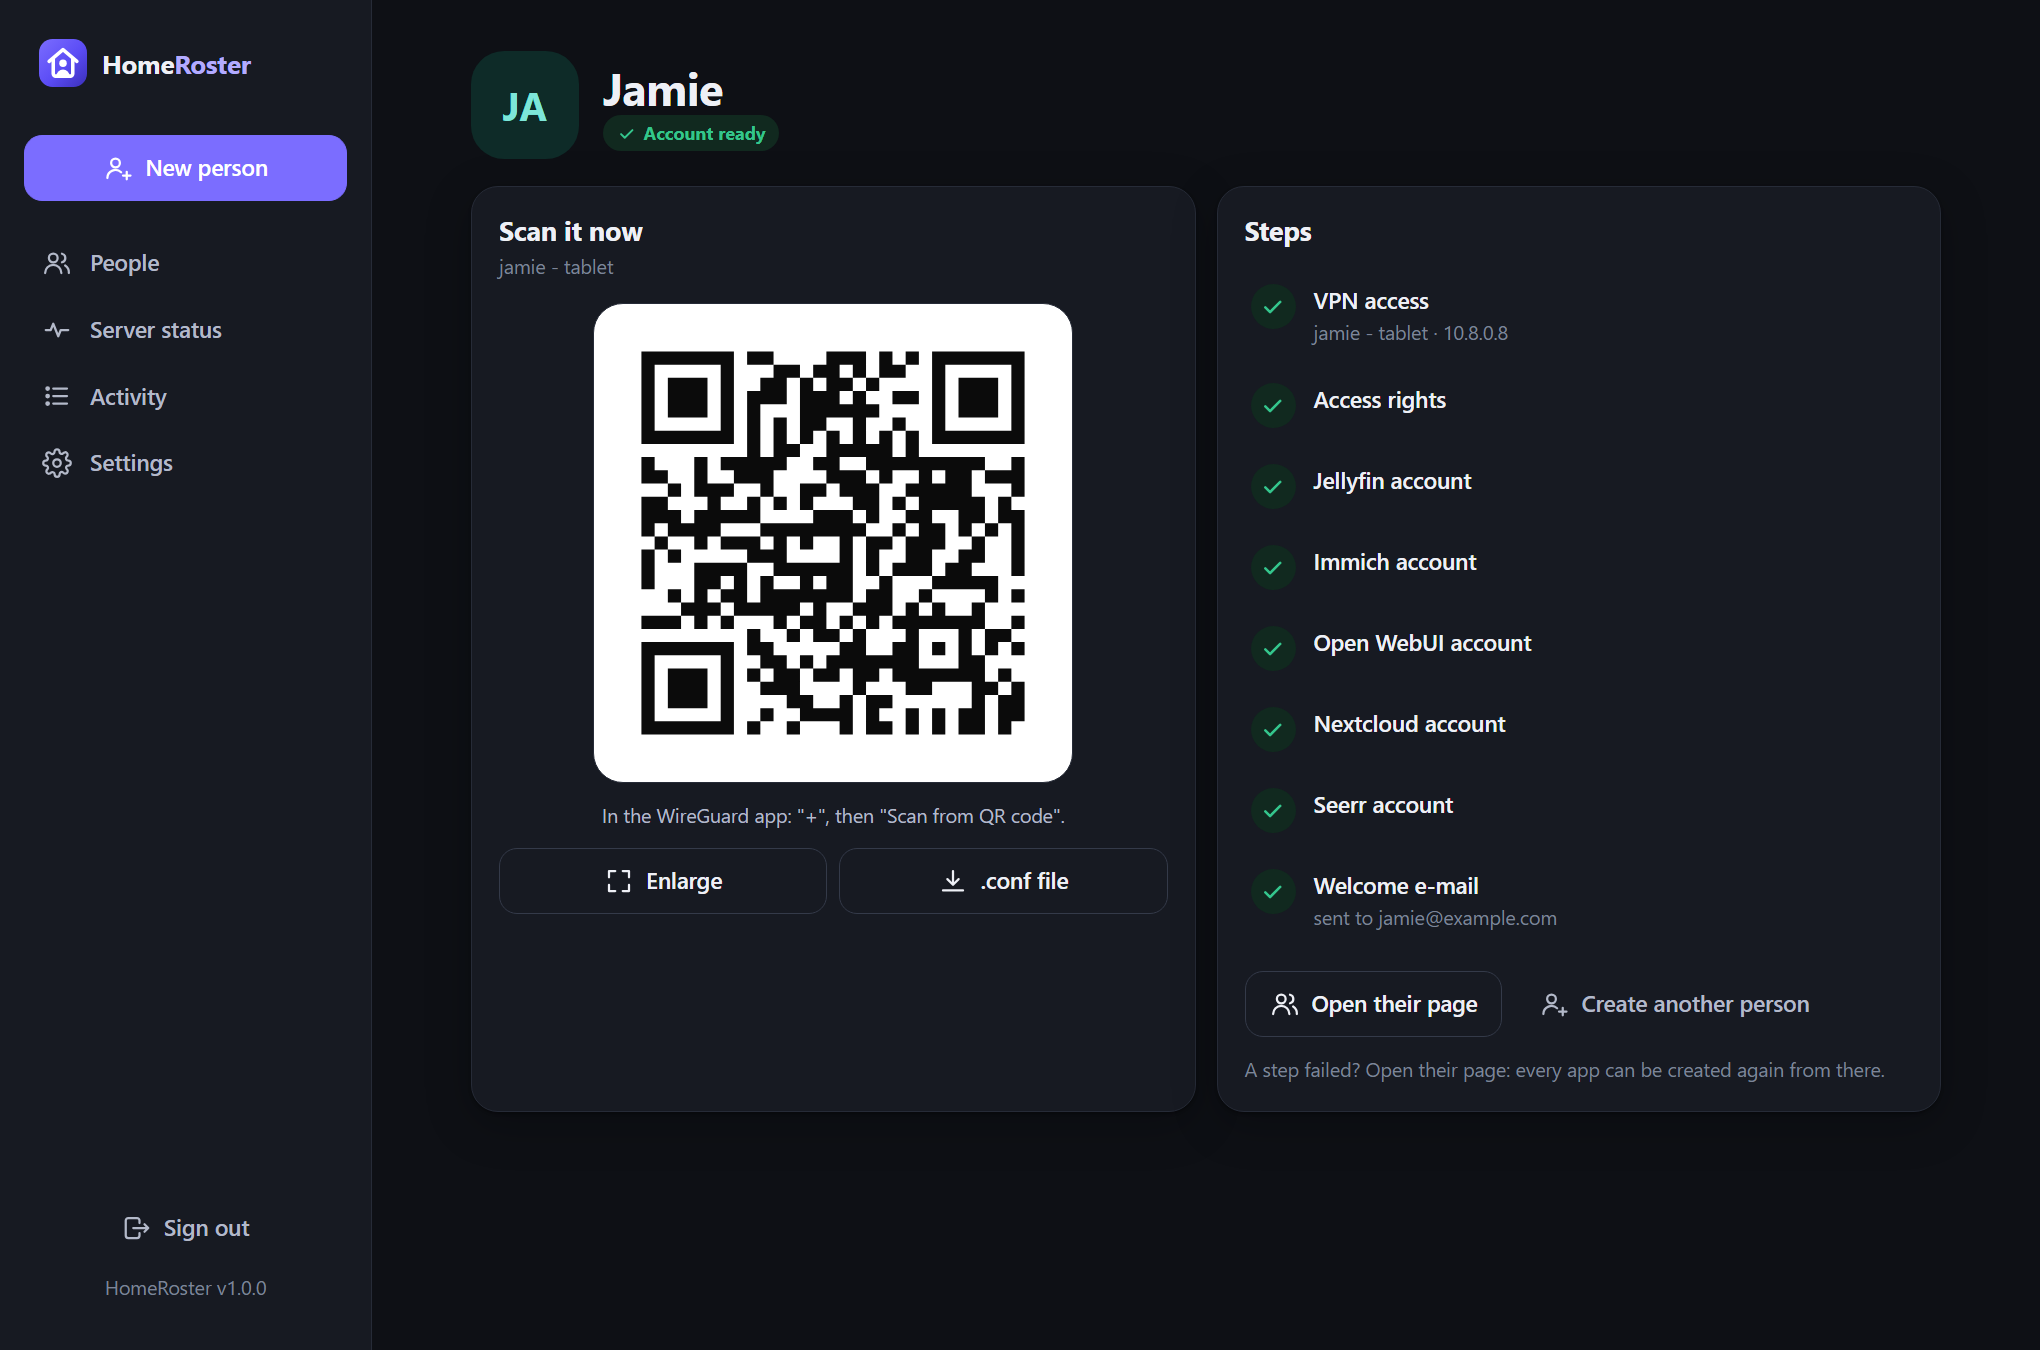 HomeRoster
New person
People
Server status
Activity
Settings
Sign out
HomeRoster v1.0.0
JA
Jamie
Account ready
Scan it now
jamie - tablet
In the WireGuard app: "+", then "Scan from QR code".
Enlarge
.conf file
Steps
VPN access
jamie - tablet · 10.8.0.8
Access rights
Jellyfin account
Immich account
Open WebUI account
Nextcloud account
Seerr account
Welcome e-mail
sent to jamie@example.com
Open their page
Create another person
A step failed? Open their page: every app can be created again from there.